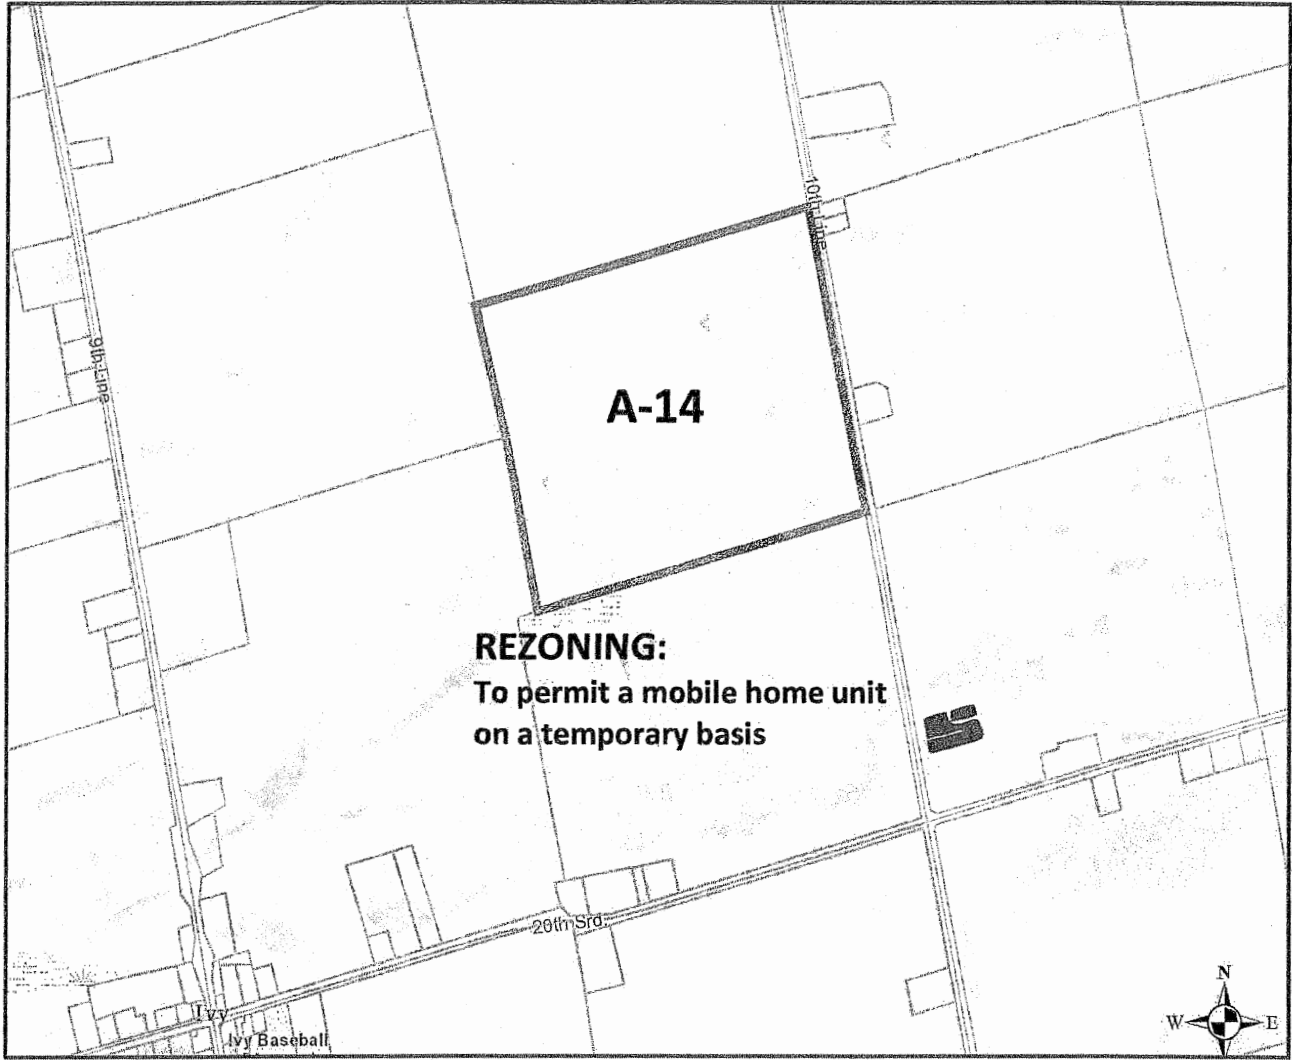 10th Line
9th Line
A-14
REZONING:
To permit a mobile home unit
on a temporary basis
20th Srd.
Ivy
Ivy Baseball
N
W
E